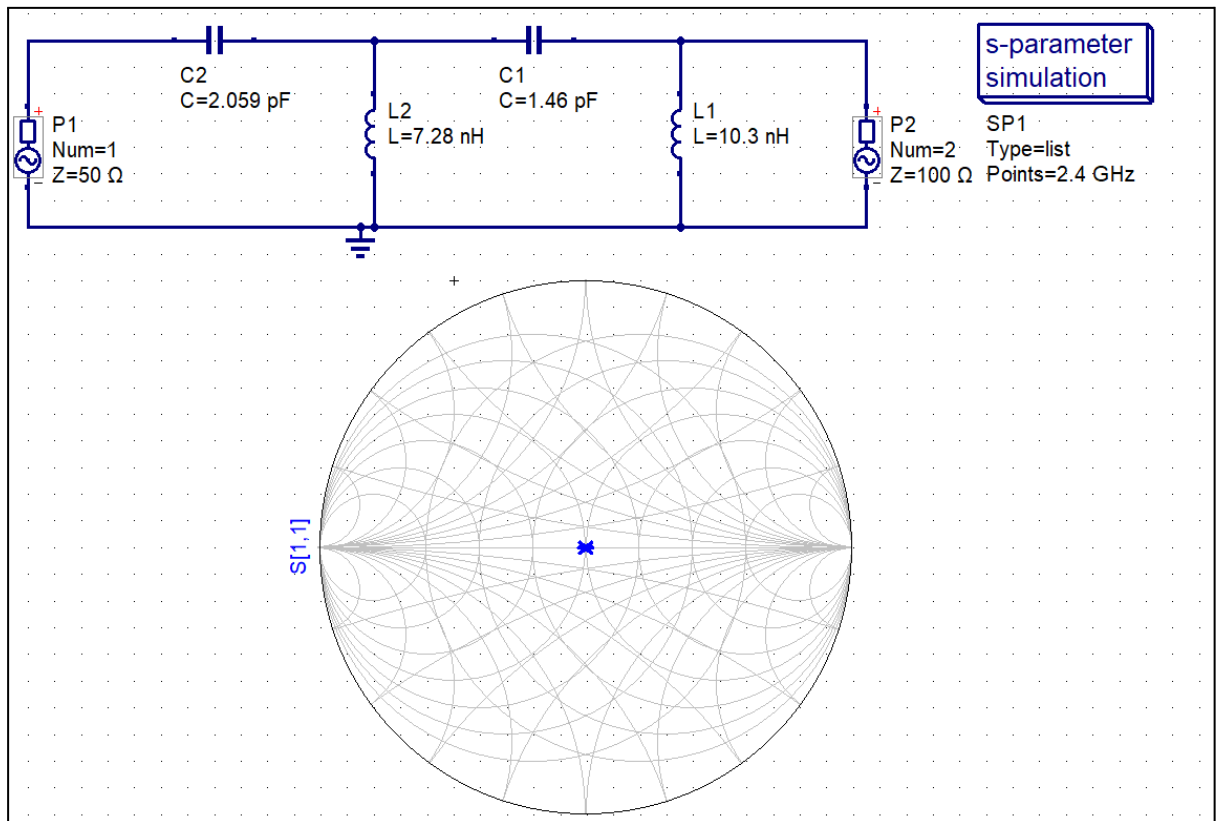 s-parameter
simulation
C2
C=2.059 pF
C1
C=1.46 pF
L2
L=7.28 nH
L1
L=10.3 nH
+
P1
Num=1
Z=50 Ω
−
+
P2
Num=2
Z=100 Ω
−
SP1
Type=list
Points=2.4 GHz
S[1,1]